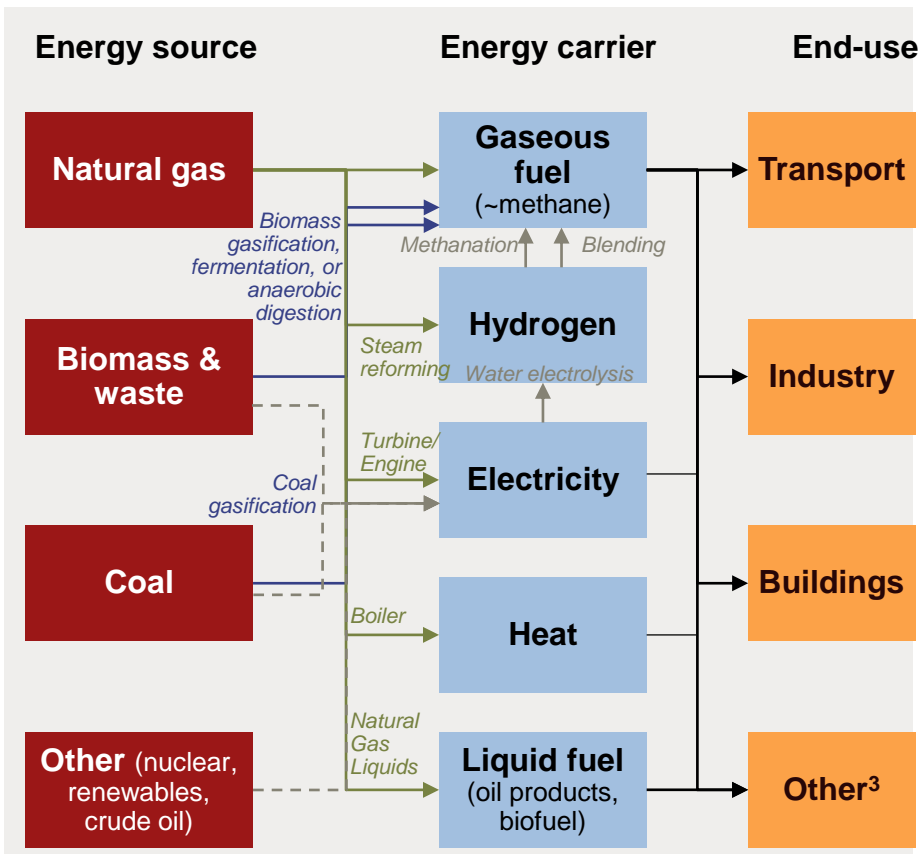 Energy source
Energy carrier
End-use
Natural gas
Gaseous
fuel
(~methane)
Transport
Biomass
gasification,
fermentation, or
anaerobic
digestion
Methanation
Blending
Biomass &
waste
Steam
reforming
Hydrogen
Water electrolysis
Industry
Turbine/
Engine
Electricity
Coal
gasification
Coal
Boiler
Heat
Buildings
Natural
Gas
Liquids
Other (nuclear,
renewables,
crude oil)
Liquid fuel
(oil products,
biofuel)
Other³